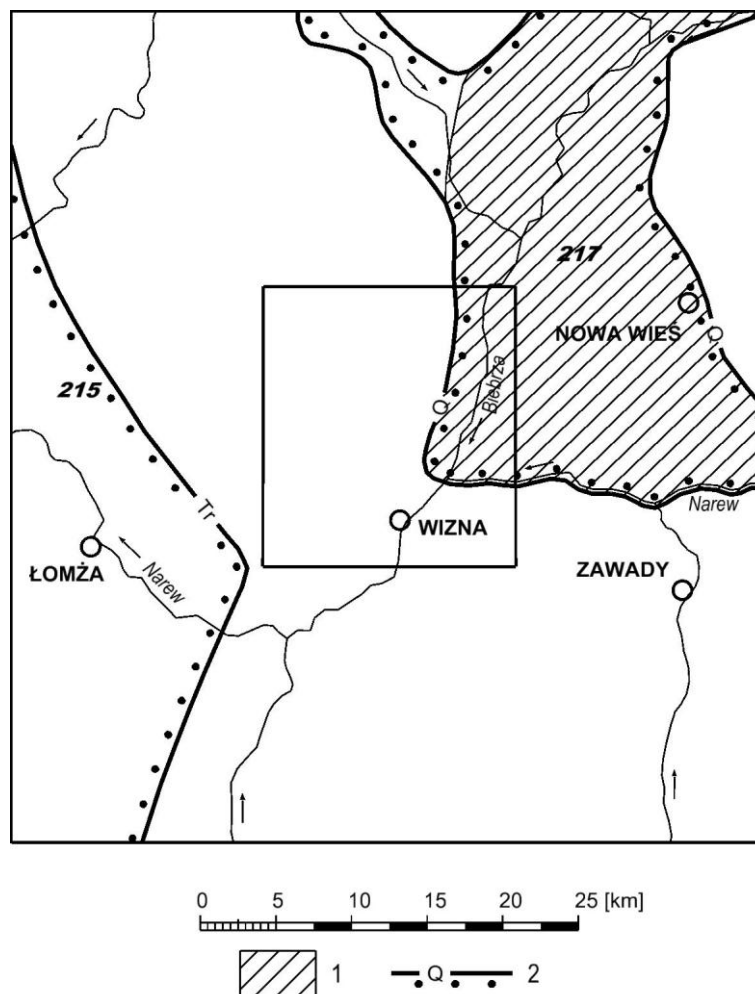 217
NOWA WIEŚ
Q
215
Biebrza
Q
Tr
WIZNA
Narew
ŁOMŻA
Narew
ZAWADY
0 5 10 15 20 25 [km]
1 Q 2